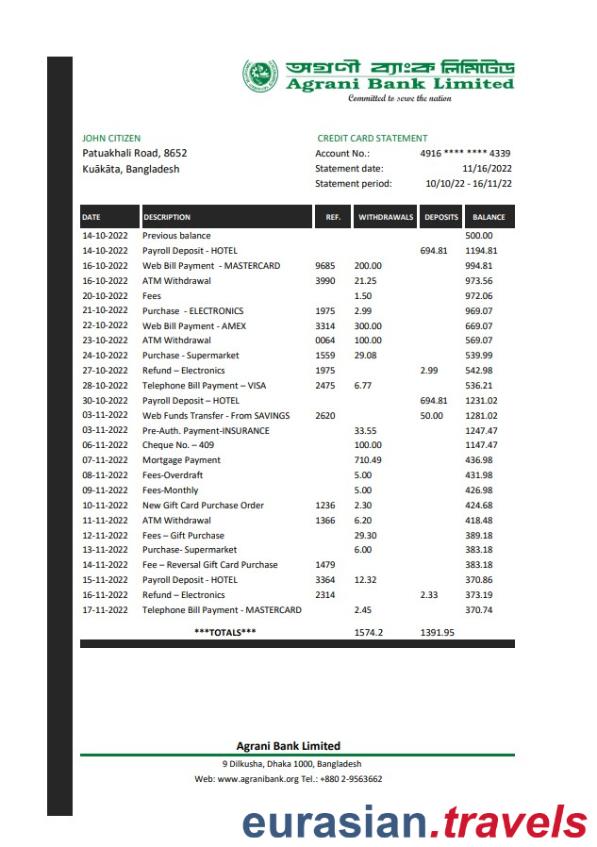 অগ্রণী ব্যাংক লিমিটেড
Agrani Bank Limited
Committed to serve the nation
JOHN CITIZEN
Patuakhali Road, 8652
Kuākāta, Bangladesh
CREDIT CARD STATEMENT
Account No.: 4916 **** **** 4339
Statement date: 11/16/2022
Statement period: 10/10/22 - 16/11/22
DATE DESCRIPTION REF. WITHDRAWALS DEPOSITS BALANCE
14-10-2022 Previous balance 500.00
14-10-2022 Payroll Deposit - HOTEL 694.81 1194.81
16-10-2022 Web Bill Payment - MASTERCARD 9685 200.00 994.81
16-10-2022 ATM Withdrawal 3990 21.25 973.56
20-10-2022 Fees 1.50 972.06
21-10-2022 Purchase - ELECTRONICS 1975 2.99 969.07
22-10-2022 Web Bill Payment - AMEX 3314 300.00 669.07
23-10-2022 ATM Withdrawal 0064 100.00 569.07
24-10-2022 Purchase - Supermarket 1559 29.08 539.99
27-10-2022 Refund – Electronics 1975 2.99 542.98
28-10-2022 Telephone Bill Payment – VISA 2475 6.77 536.21
30-10-2022 Payroll Deposit – HOTEL 694.81 1231.02
03-11-2022 Web Funds Transfer - From SAVINGS 2620 50.00 1281.02
03-11-2022 Pre-Auth. Payment-INSURANCE 33.55 1247.47
06-11-2022 Cheque No. – 409 100.00 1147.47
07-11-2022 Mortgage Payment 710.49 436.98
08-11-2022 Fees-Overdraft 5.00 431.98
09-11-2022 Fees-Monthly 5.00 426.98
10-11-2022 New Gift Card Purchase Order 1236 2.30 424.68
11-11-2022 ATM Withdrawal 1366 6.20 418.48
12-11-2022 Fees – Gift Purchase 29.30 389.18
13-11-2022 Purchase- Supermarket 6.00 383.18
14-11-2022 Fee – Reversal Gift Card Purchase 1479 383.18
15-11-2022 Payroll Deposit - HOTEL 3364 12.32 370.86
16-11-2022 Refund – Electronics 2314 2.33 373.19
17-11-2022 Telephone Bill Payment - MASTERCARD 2.45 370.74
***TOTALS*** 1574.2 1391.95
Agrani Bank Limited
9 Dilkusha, Dhaka 1000, Bangladesh
Web: www.agranibank.org Tel.: +880 2-9563662
eurasian.travels